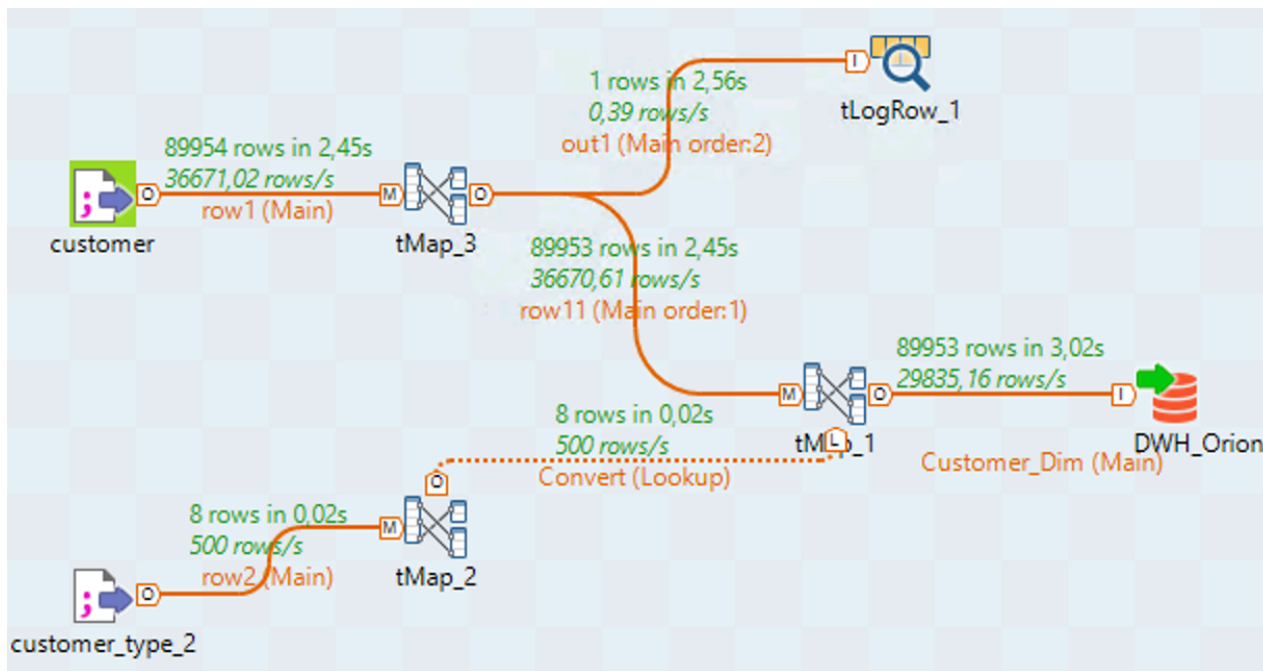 1 rows in 2,56s
0,39 rows/s
out1 (Main order:2)
I
tLogRow_1
89954 rows in 2,45s
36671,02 rows/s
row1 (Main)
O
M
O
customer
tMap_3
89953 rows in 2,45s
36670,61 rows/s
row11 (Main order:1)
89953 rows in 3,02s
29835,16 rows/s
M
O
I
8 rows in 0,02s
500 rows/s
Convert (Lookup)
L
DWH_Orion
Customer_Dim (Main)
O
8 rows in 0,02s
500 rows/s
row2 (Main)
M
tMap_2
O
customer_type_2